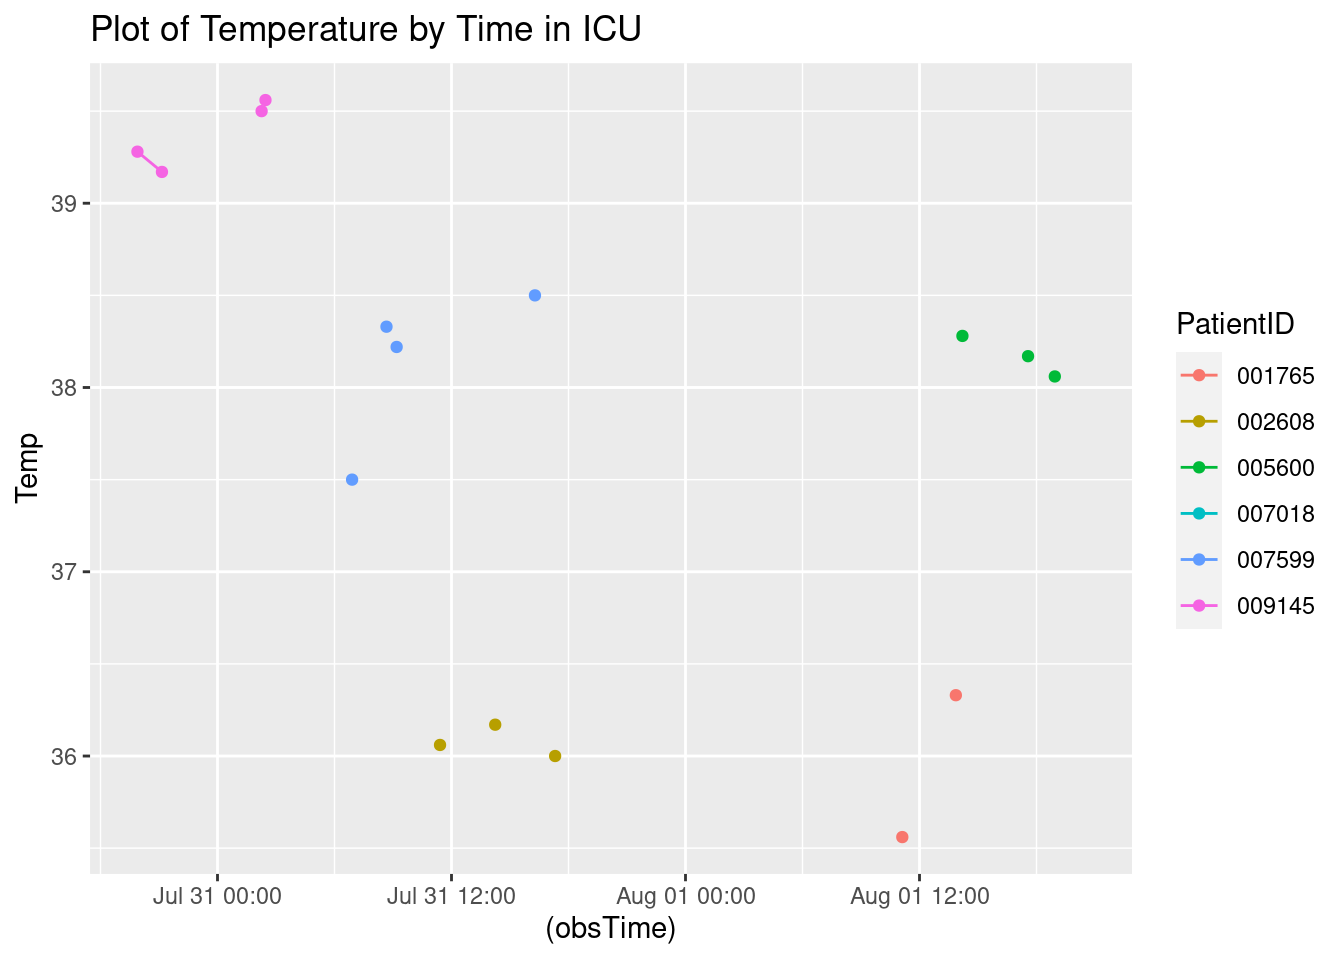 Plot of Temperature by Time in ICU
39
38
37
36
Temp
Jul 31 00:00
Jul 31 12:00
Aug 01 00:00
Aug 01 12:00
(obsTime)
PatientID
001765
002608
005600
007018
007599
009145